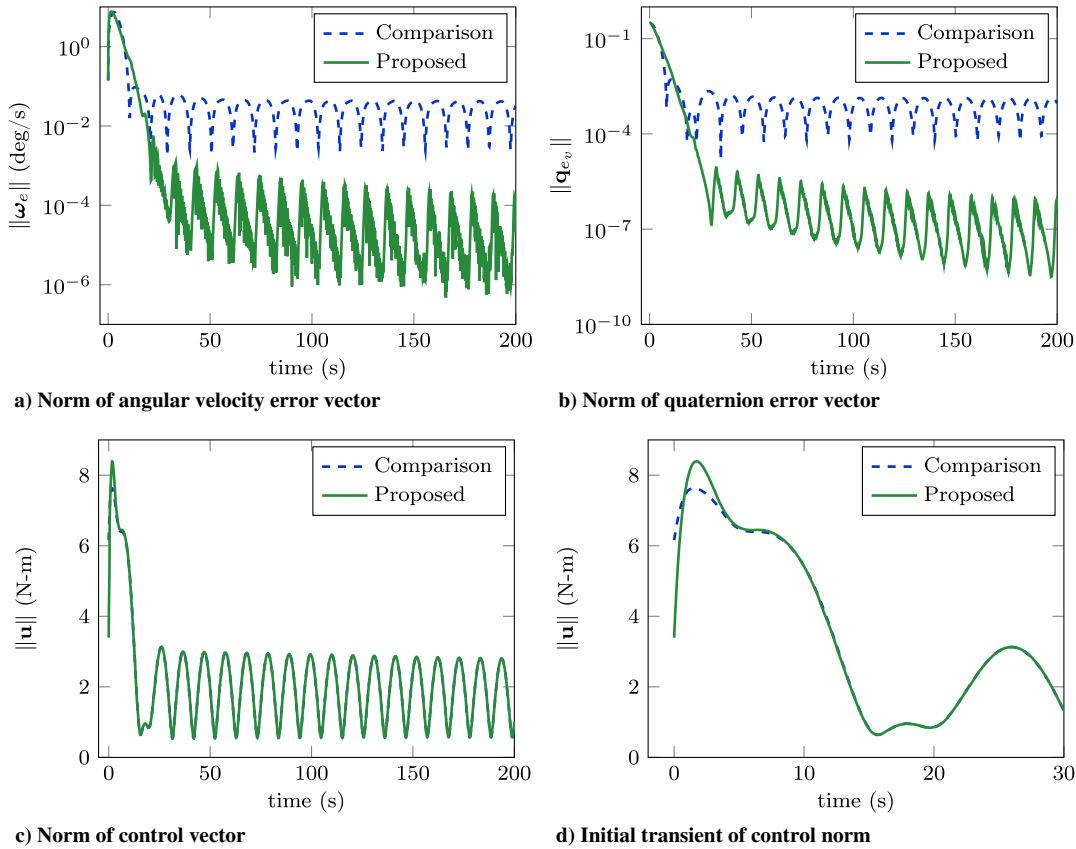 Comparison
Proposed
10^0
10^−2
10^−4
10^−6
‖ω_e‖ (deg/s)
0 50 100 150 200
time (s)
a) Norm of angular velocity error vector
Comparison
Proposed
10^−1
10^−4
10^−7
10^−10
‖q_{e_v}‖
0 50 100 150 200
time (s)
b) Norm of quaternion error vector
Comparison
Proposed
8
6
4
2
0
‖u‖ (N-m)
0 50 100 150 200
time (s)
c) Norm of control vector
Comparison
Proposed
8
6
4
2
0
‖u‖ (N-m)
0 10 20 30
time (s)
d) Initial transient of control norm